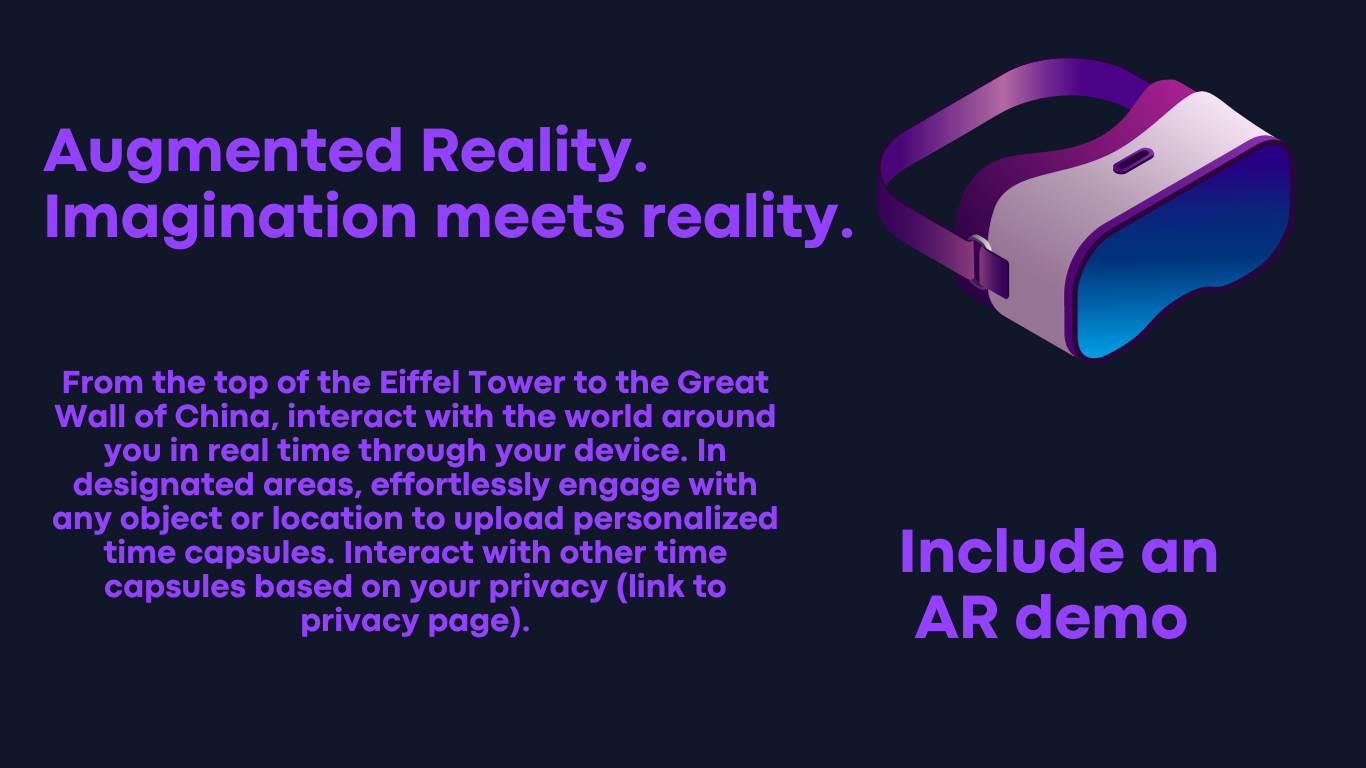 Augmented Reality.
Imagination meets reality.
From the top of the Eiffel Tower to the Great
Wall of China, interact with the world around
you in real time through your device. In
designated areas, effortlessly engage with
any object or location to upload personalized
time capsules. Interact with other time
capsules based on your privacy (link to
privacy page).
Include an
AR demo